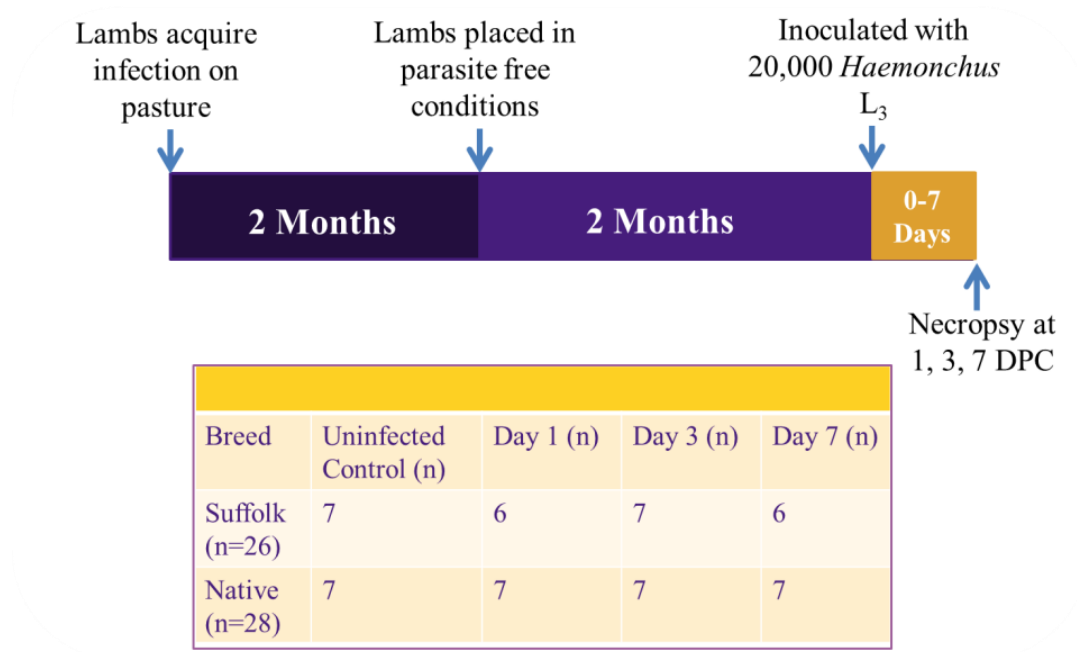 Lambs acquire
infection on
pasture
Lambs placed in
parasite free
conditions
Inoculated with
20,000 Haemonchus
L₃
2 Months
2 Months
0-7
Days
Necropsy at
1, 3, 7 DPC
Breed
Uninfected
Control (n)
Day 1 (n)
Day 3 (n)
Day 7 (n)
Suffolk
(n=26)
7
6
7
6
Native
(n=28)
7
7
7
7